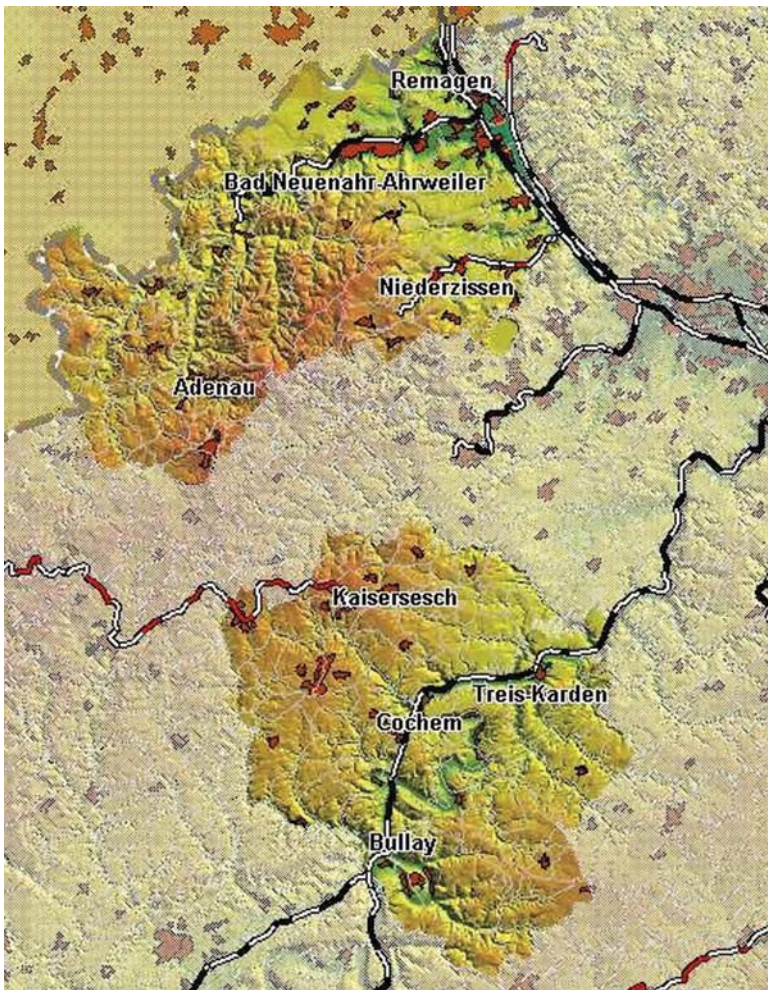 Remagen
Bad Neuenahr-Ahrweiler
Niederzissen
Adenau
Kaisersesch
Treis-Karden
Cochem
Bullay